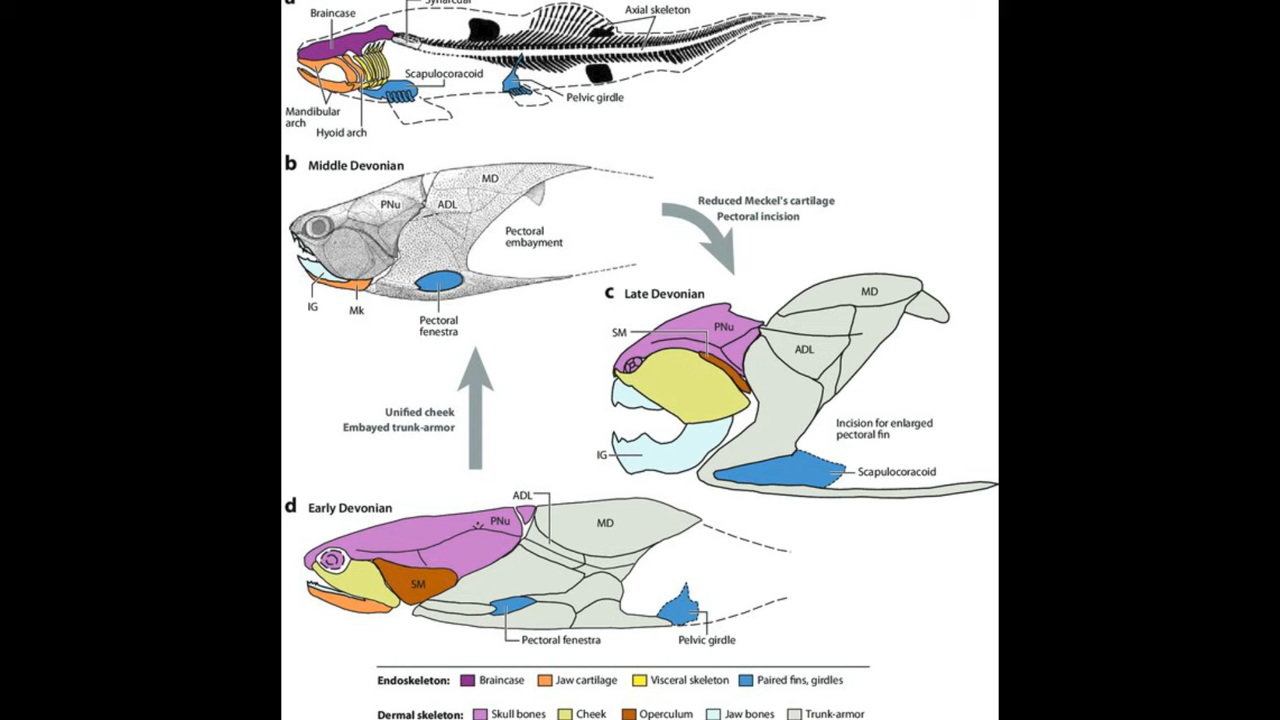 a
Synarcual
Braincase
Axial skeleton
Scapulocoracoid
Pelvic girdle
Mandibular
arch
Hyoid arch
b Middle Devonian
MD
PNu
ADL
Reduced Meckel's cartilage
Pectoral incision
Pectoral
embayment
IG
Mk
Pectoral
fenestra
c Late Devonian
MD
SM
PNu
ADL
Unified cheek
Embayed trunk-armor
Incision for enlarged
pectoral fin
IG
Scapulocoracoid
d Early Devonian
ADL
PNu
MD
SM
Pectoral fenestra
Pelvic girdle
Endoskeleton: Braincase Jaw cartilage Visceral skeleton Paired fins, girdles
Dermal skeleton: Skull bones Cheek Operculum Jaw bones Trunk-armor